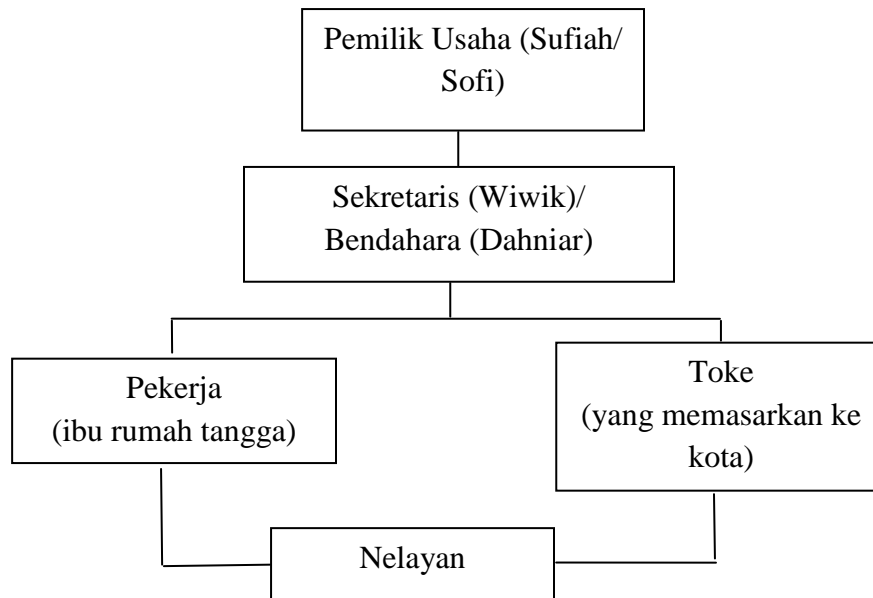 Pemilik Usaha (Sufiah/
Sofi)
Sekretaris (Wiwik)/
Bendahara (Dahniar)
Pekerja
(ibu rumah tangga)
Toke
(yang memasarkan ke
kota)
Nelayan